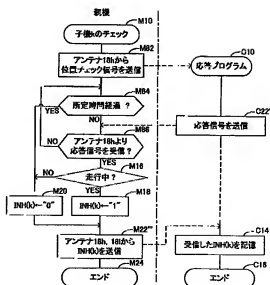 親機
M10
子機kのチェック
M82
アンテナ18hから
位置チェック信号を送信
C10
応答プログラム
M84
YES
所定時間経過 ?
NO
M86
C22"
応答信号を送信
NO
アンテナ18hより
応答信号を受信?
YES
M16
NO
走行中 ?
M20
YES
M18
INH(k)←"0"
INH(k)←"1"
M22"'
アンテナ18h, 18iから
INH(k)を送信
C14
受信したINH(k)を記憶
M24
エンド
C16
エンド